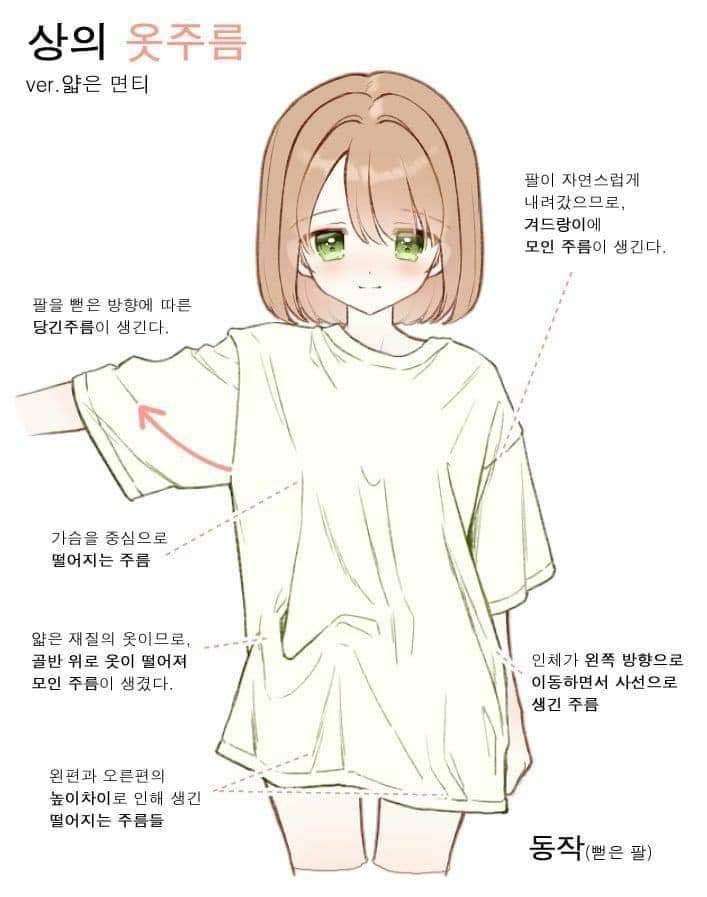 상의 옷주름
ver.얇은 면티
팔이 자연스럽게
내려갔으므로,
겨드랑이에
모인 주름이 생긴다.
팔을 뻗은 방향에 따른
당긴주름이 생긴다.
가슴을 중심으로
떨어지는 주름
얇은 재질의 옷이므로,
골반 위로 옷이 떨어져
모인 주름이 생겼다.
인체가 왼쪽 방향으로
이동하면서 사선으로
생긴 주름
왼편과 오른편의
높이차이로 인해 생긴
떨어지는 주름들
동작(뻗은 팔)